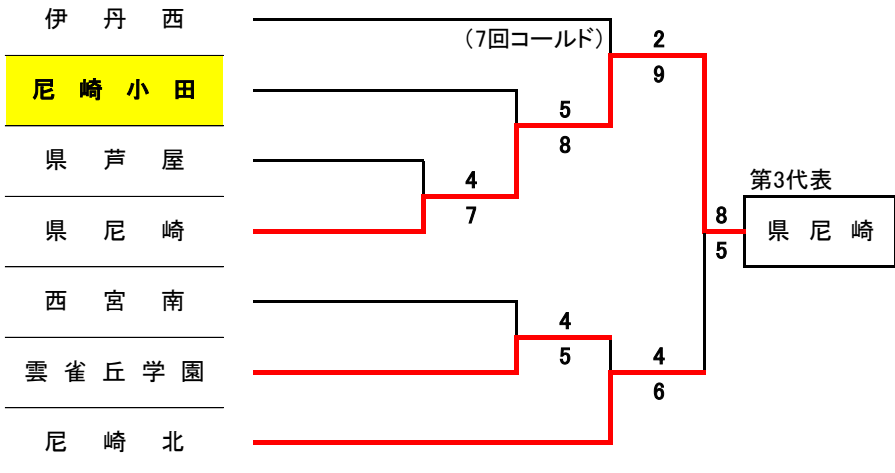 伊丹西
(7回コールド)
2
9
尼崎小田
5
8
県芦屋
4
7
第3代表
県尼崎
8
5
県尼崎
西宮南
4
5
雲雀丘学園
4
6
尼崎北